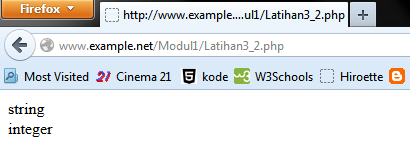 Firefox
http://www.example....ul1/Latihan3_2.php
www.example.net/Modul1/Latihan3_2.php
Most Visited Cinema 21 kode W3Schools Hiroette
string
integer